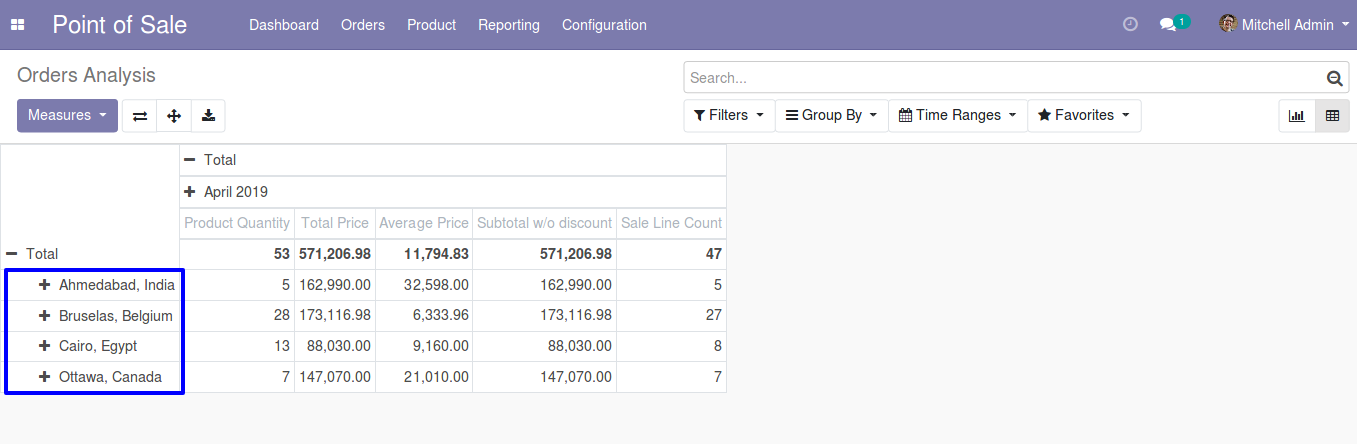 Point of Sale Dashboard Orders Product Reporting Configuration 1 Mitchell Admin
Orders Analysis Search...
Measures Filters Group By Time Ranges Favorites
Total
April 2019
Product Quantity Total Price Average Price Subtotal w/o discount Sale Line Count
Total 53 571,206.98 11,794.83 571,206.98 47
Ahmedabad, India 5 162,990.00 32,598.00 162,990.00 5
Bruselas, Belgium 28 173,116.98 6,333.96 173,116.98 27
Cairo, Egypt 13 88,030.00 9,160.00 88,030.00 8
Ottawa, Canada 7 147,070.00 21,010.00 147,070.00 7